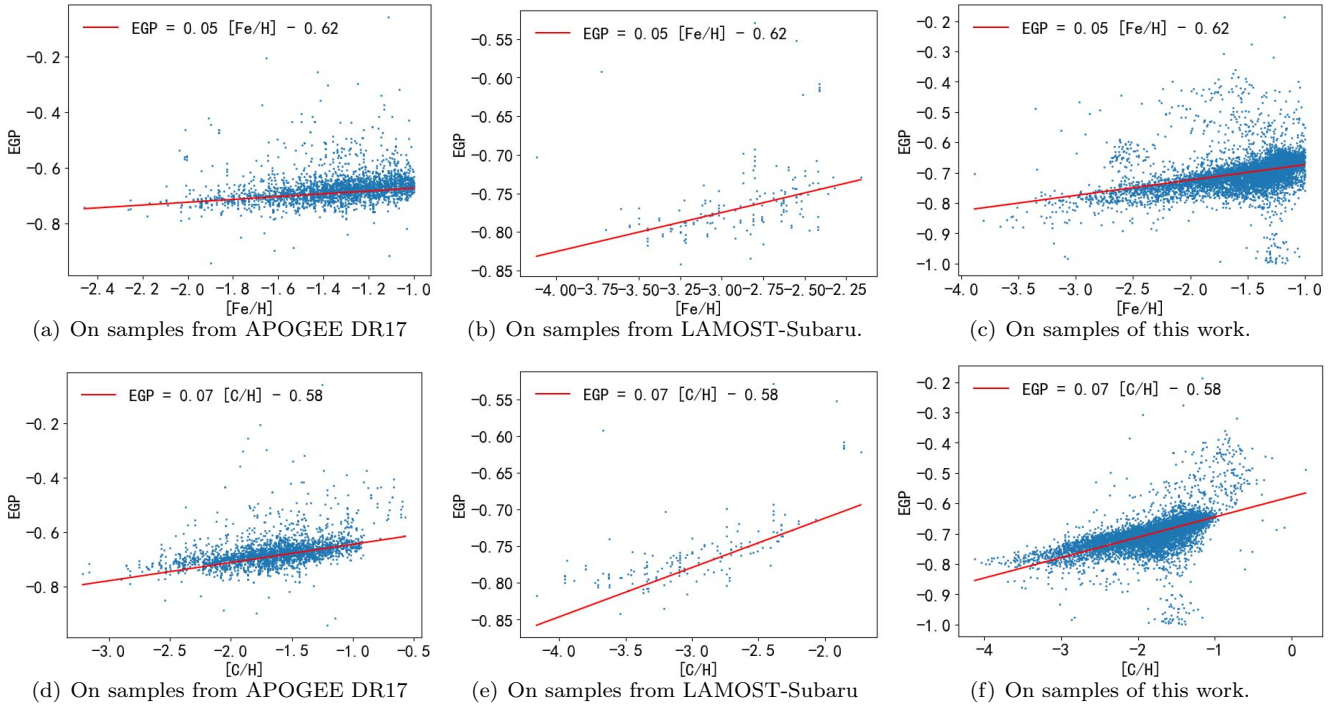 EGP = 0.05 [Fe/H] − 0.62
−0.2
−0.4
−0.6
−0.8
EGP
−2.4 −2.2 −2.0 −1.8 −1.6 −1.4 −1.2 −1.0
[Fe/H]
(a) On samples from APOGEE DR17
EGP = 0.05 [Fe/H] − 0.62
−0.55
−0.60
−0.65
−0.70
−0.75
−0.80
−0.85
EGP
−4.00 −3.75 −3.50 −3.25 −3.00 −2.75 −2.50 −2.25
[Fe/H]
(b) On samples from LAMOST-Subaru.
EGP = 0.05 [Fe/H] − 0.62
−0.2
−0.3
−0.4
−0.5
−0.6
−0.7
−0.8
−0.9
−1.0
EGP
−4.0 −3.5 −3.0 −2.5 −2.0 −1.5 −1.0
[Fe/H]
(c) On samples of this work.
EGP = 0.07 [C/H] − 0.58
−0.2
−0.4
−0.6
−0.8
EGP
−3.0 −2.5 −2.0 −1.5 −1.0 −0.5
[C/H]
(d) On samples from APOGEE DR17
EGP = 0.07 [C/H] − 0.58
−0.55
−0.60
−0.65
−0.70
−0.75
−0.80
−0.85
EGP
−4.0 −3.5 −3.0 −2.5 −2.0
[C/H]
(e) On samples from LAMOST-Subaru
EGP = 0.07 [C/H] − 0.58
−0.2
−0.3
−0.4
−0.5
−0.6
−0.7
−0.8
−0.9
−1.0
EGP
−4 −3 −2 −1 0
[C/H]
(f) On samples of this work.